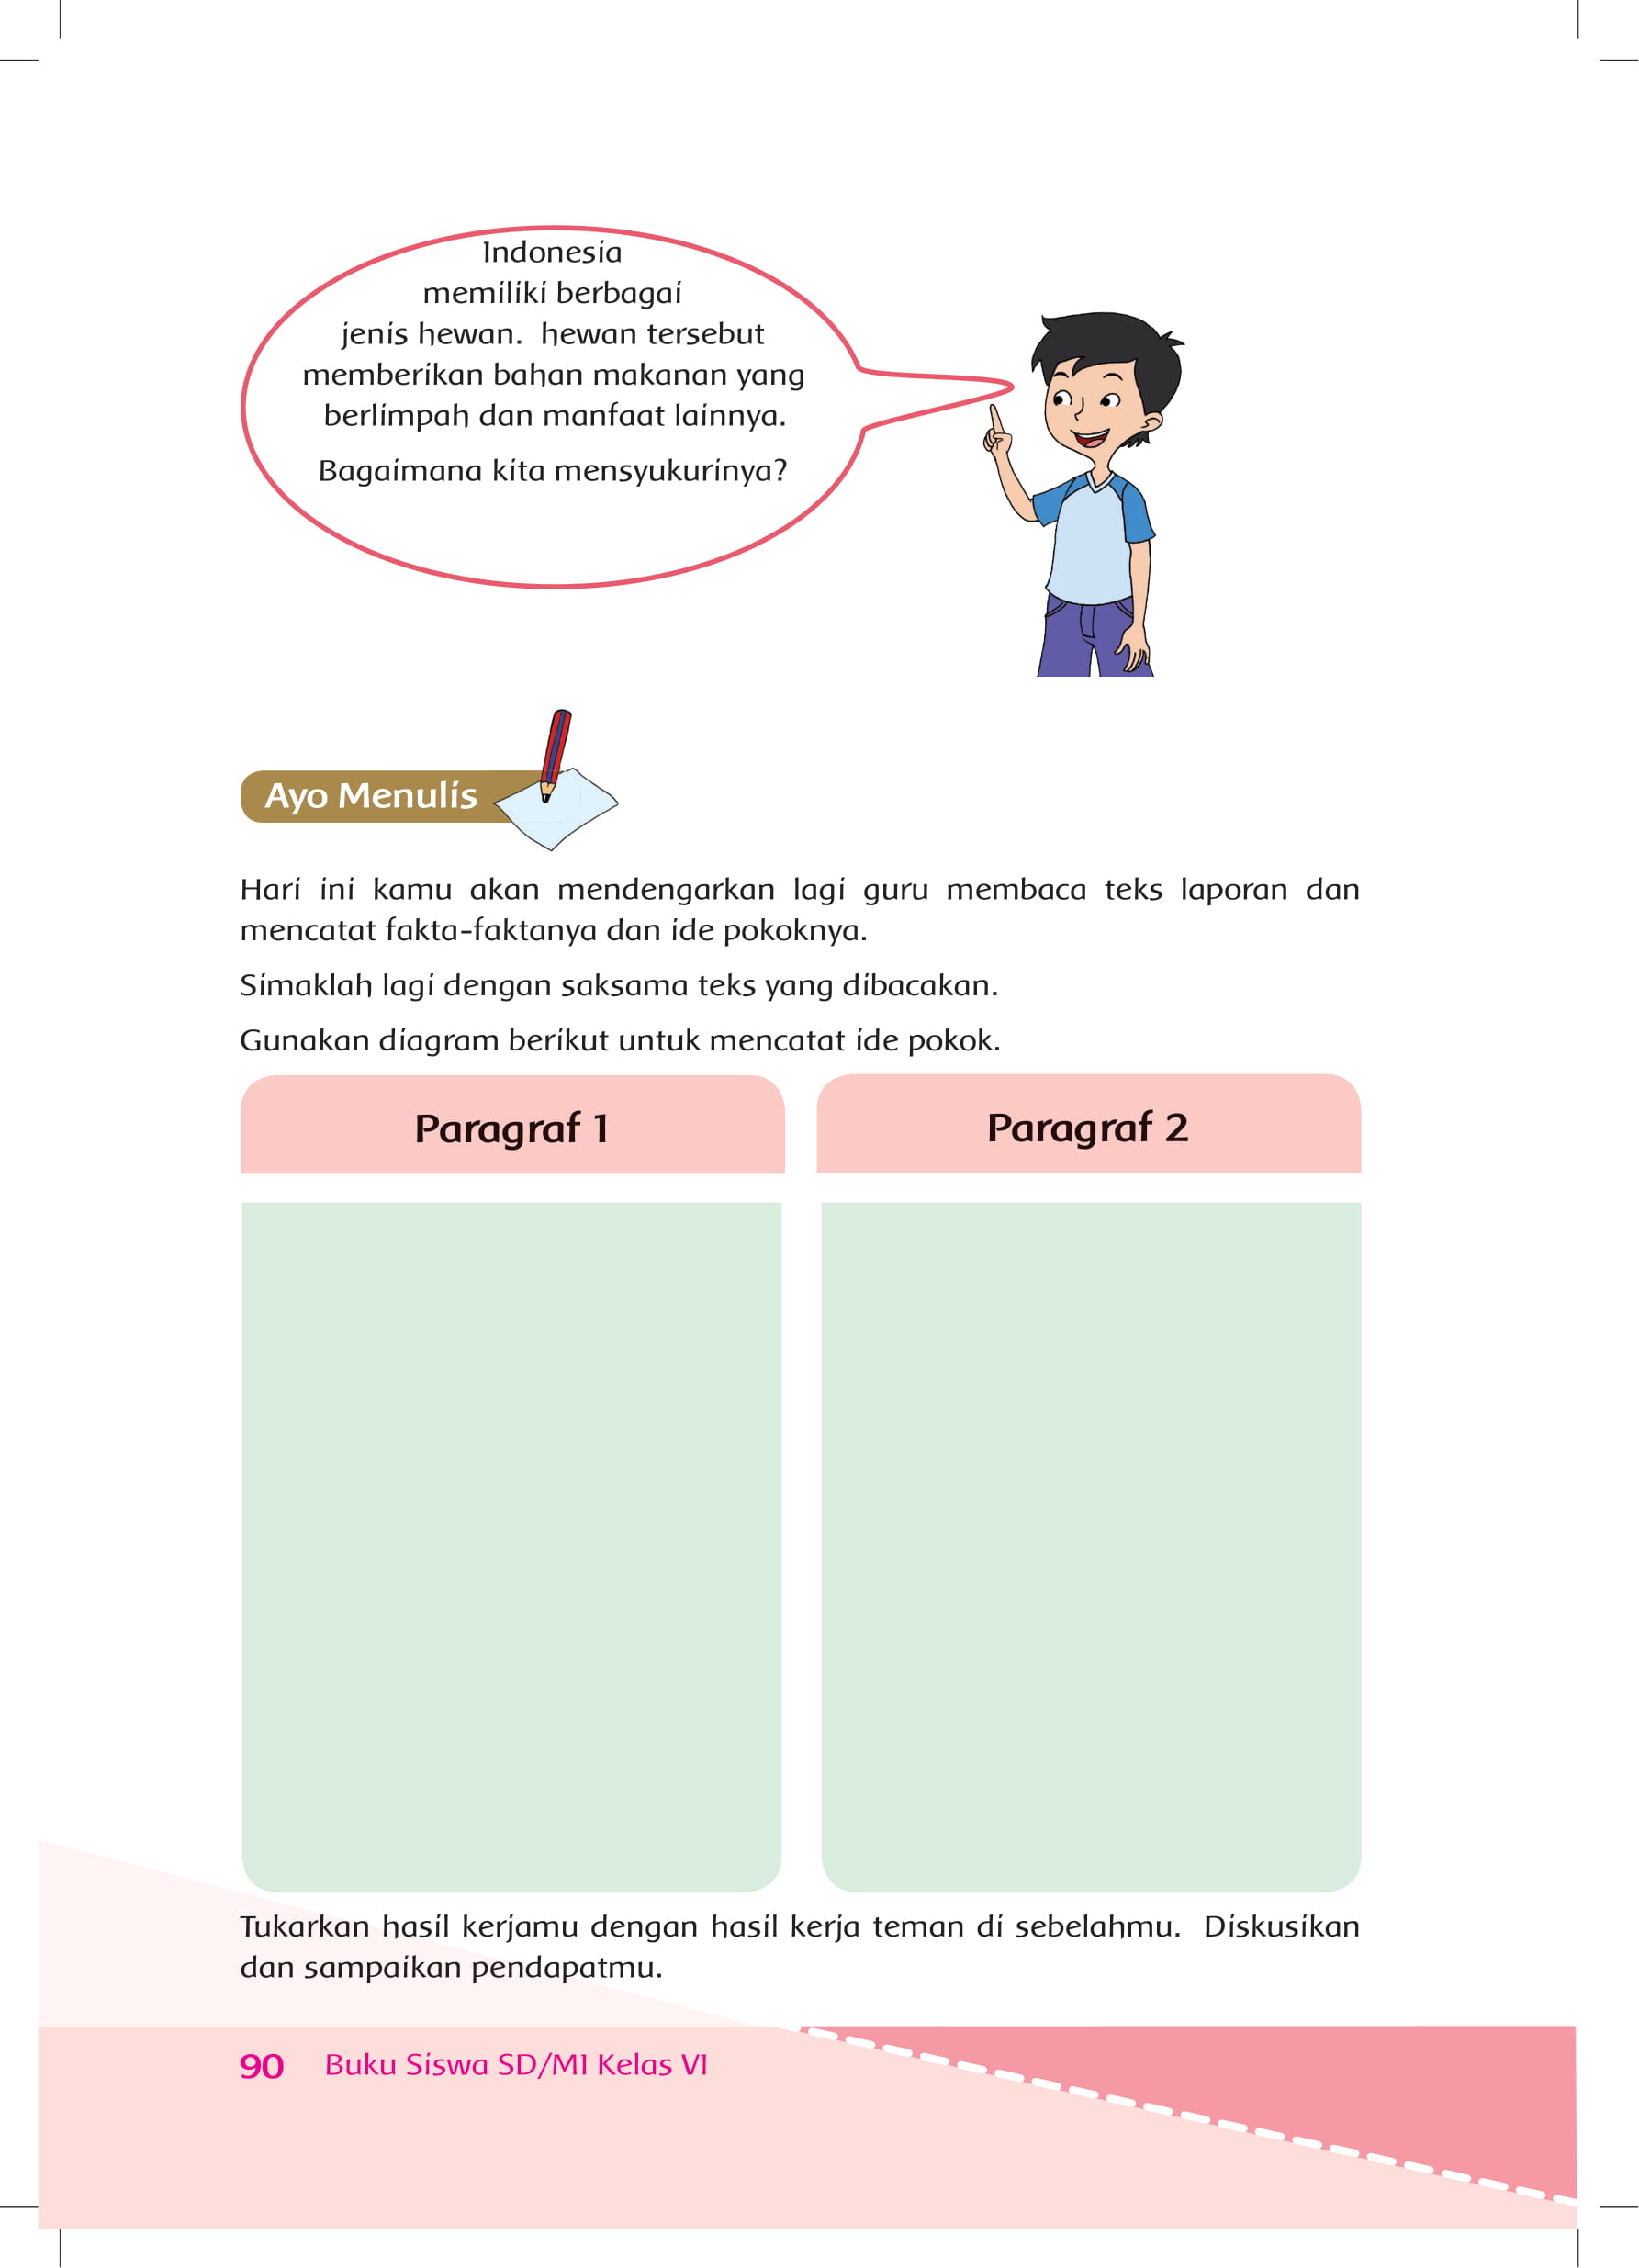 Indonesia
memiliki berbagai
jenis hewan.  hewan tersebut
memberikan bahan makanan yang
berlimpah dan manfaat lainnya.
Bagaimana kita mensyukurinya?
Ayo Menulis
Hari ini kamu akan mendengarkan lagi guru membaca teks laporan dan
mencatat fakta-faktanya dan ide pokoknya.
Simaklah lagi dengan saksama teks yang dibacakan.
Gunakan diagram berikut untuk mencatat ide pokok.
Paragraf 1
Paragraf 2
Tukarkan hasil kerjamu dengan hasil kerja teman di sebelahmu.  Diskusikan
dan sampaikan pendapatmu.
90 Buku Siswa SD/MI Kelas VI